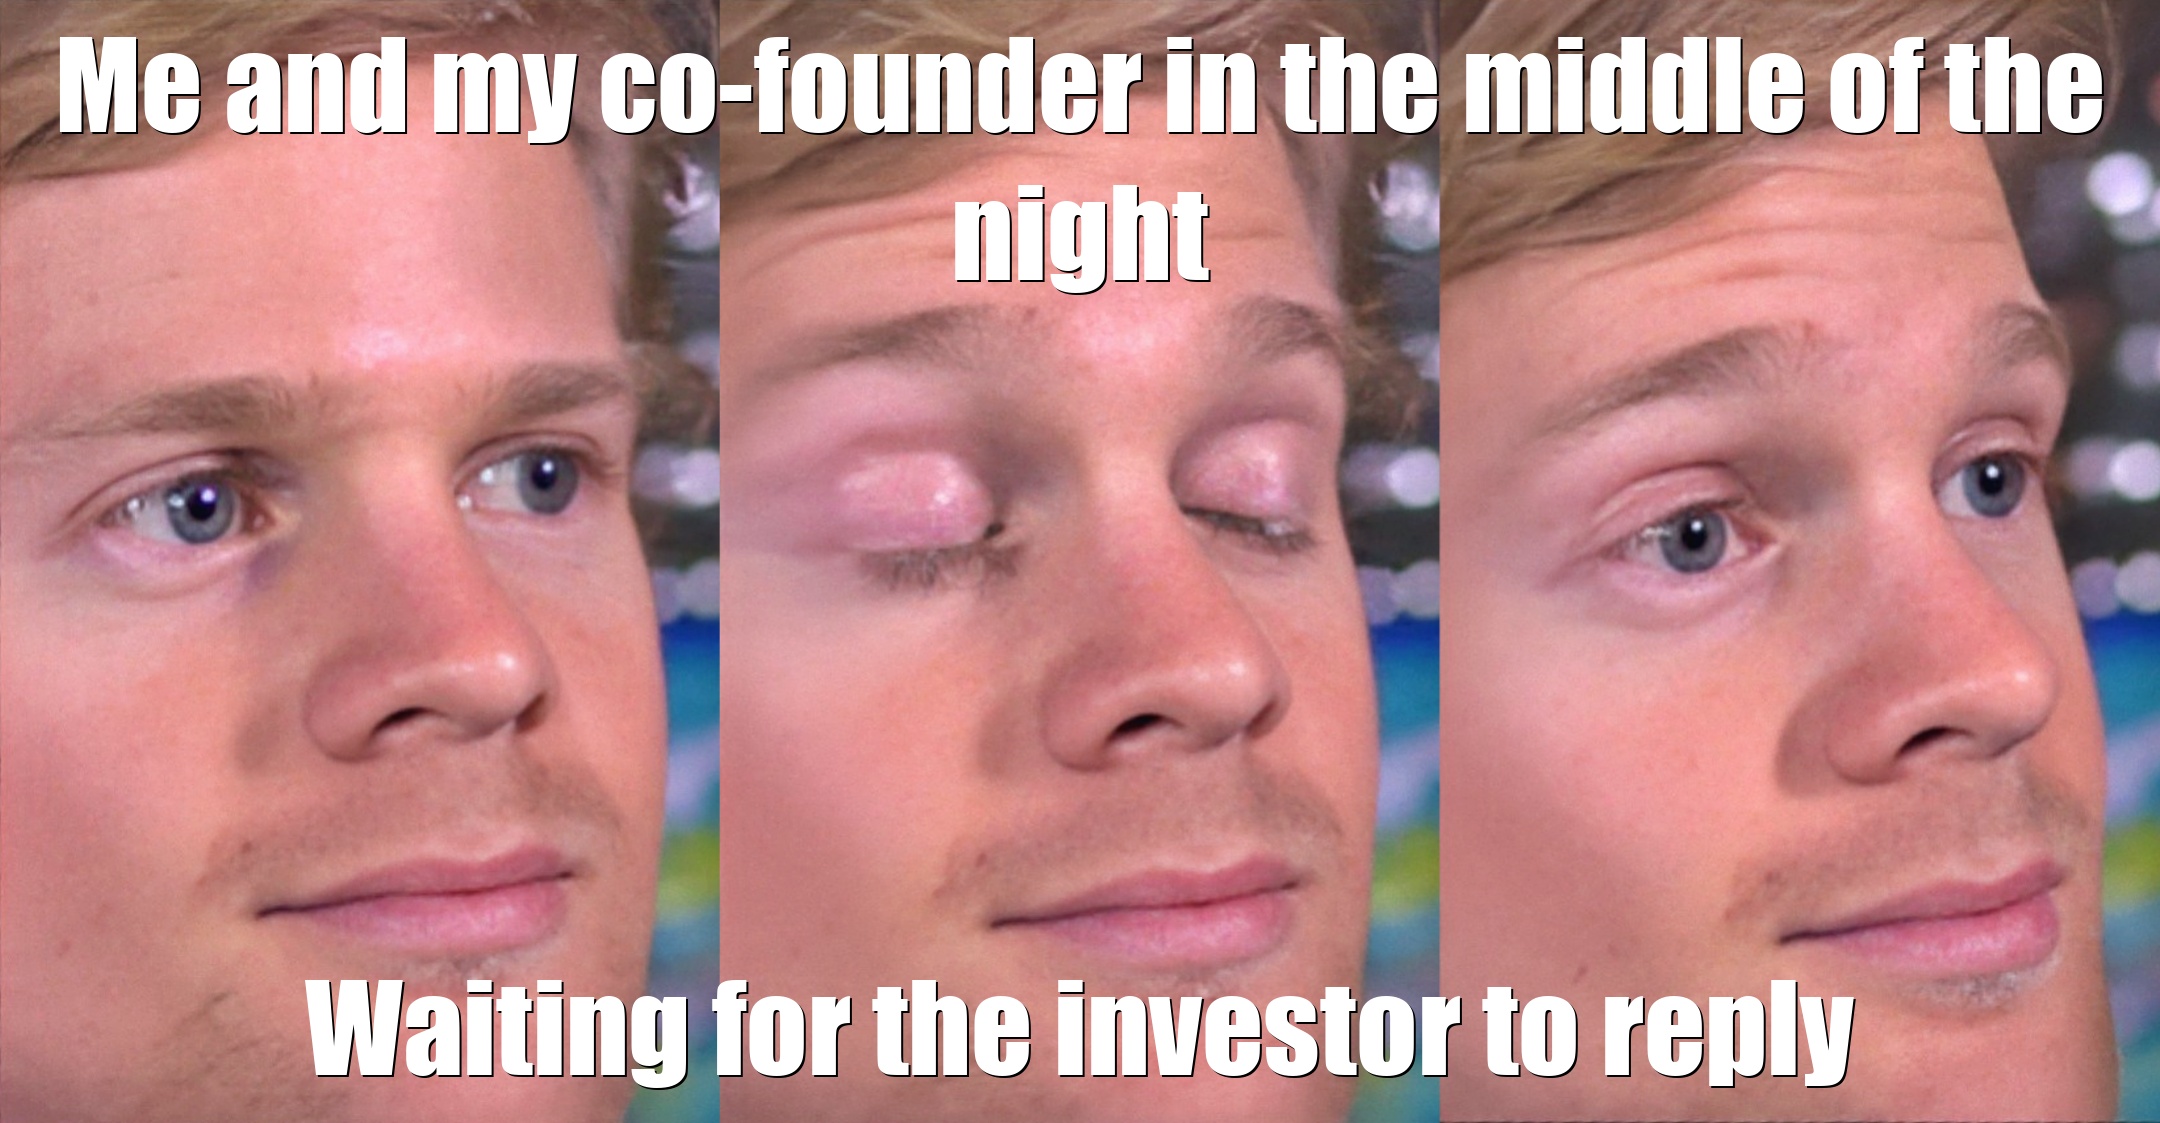 Me and my co-founder in the middle of the
night
Waiting for the investor to reply